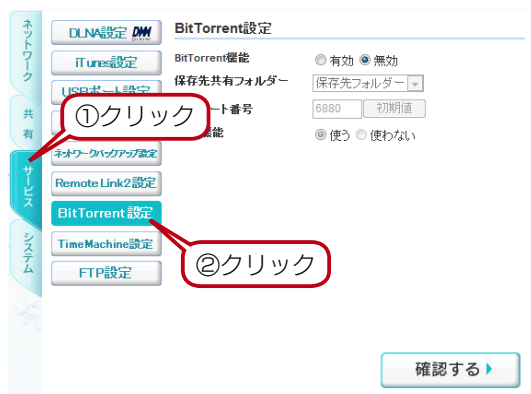 ネットワーク
共有
サービス
システム
DLNA設定
iTunes設定
USBポート設定
ネットワークバックアップ設定
Remote Link2設定
BitTorrent設定
TimeMachine設定
FTP設定
①クリック
②クリック
BitTorrent設定
BitTorrent機能 有効 無効
保存先共有フォルダー 保存先フォルダー
ート番号 6880 初期値
機能 使う 使わない
確認する